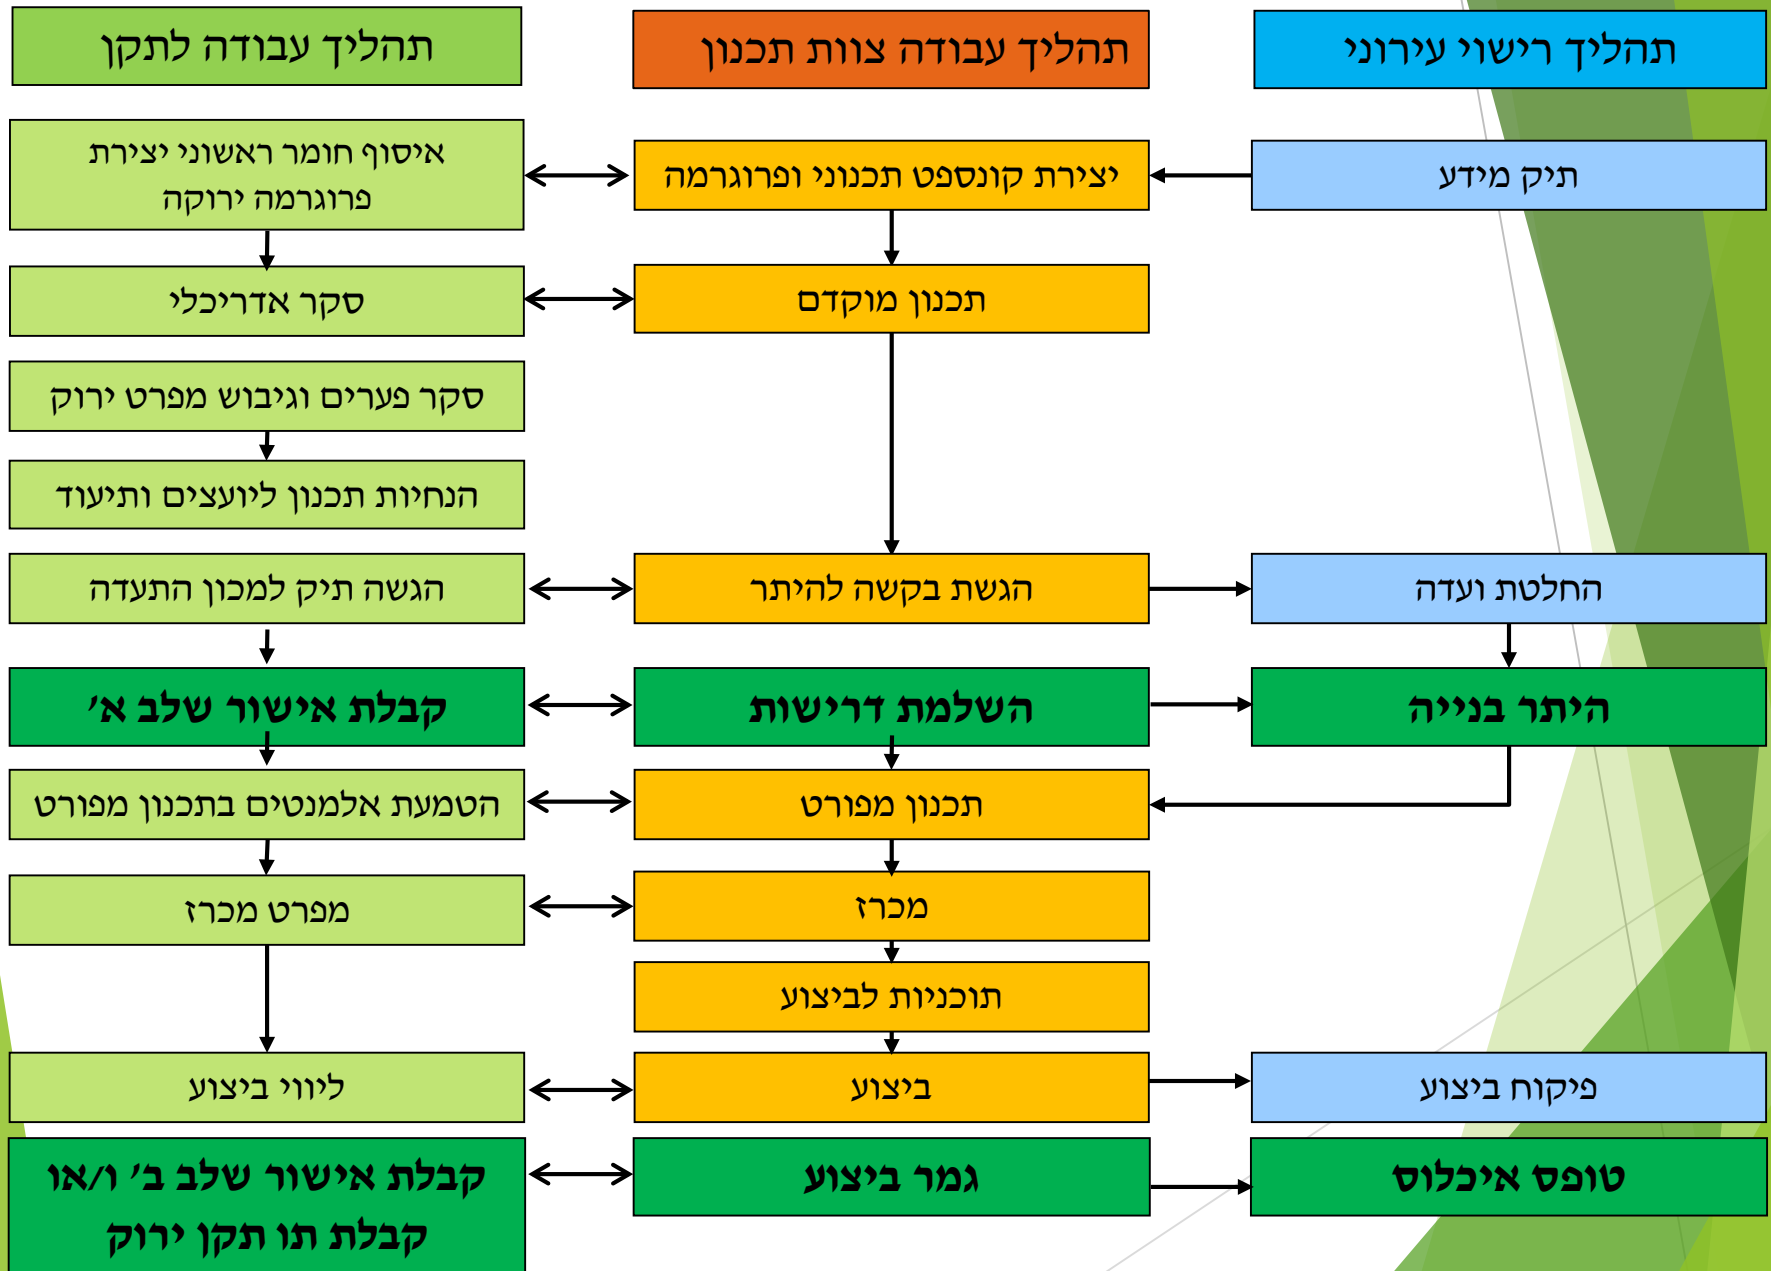 תהליך רישוי עירוני
תהליך עבודה צוות תכנון
תהליך עבודה לתקן
תיק מידע
יצירת קונספט תכנוני ופרוגרמה
איסוף חומר ראשוני יצירת
פרוגרמה ירוקה
תכנון מוקדם
סקר אדריכלי
סקר פערים וגיבוש מפרט ירוק
הנחיות תכנון ליועצים ותיעוד
החלטת ועדה
הגשת בקשה להיתר
הגשה תיק למכון התעדה
היתר בנייה
השלמת דרישות
קבלת אישור שלב א'
תכנון מפורט
הטמעת אלמנטים בתכנון מפורט
מכרז
מפרט מכרז
תוכניות לביצוע
פיקוח ביצוע
ביצוע
ליווי ביצוע
טופס איכלוס
גמר ביצוע
קבלת אישור שלב ב' ו/או
קבלת תו תקן ירוק